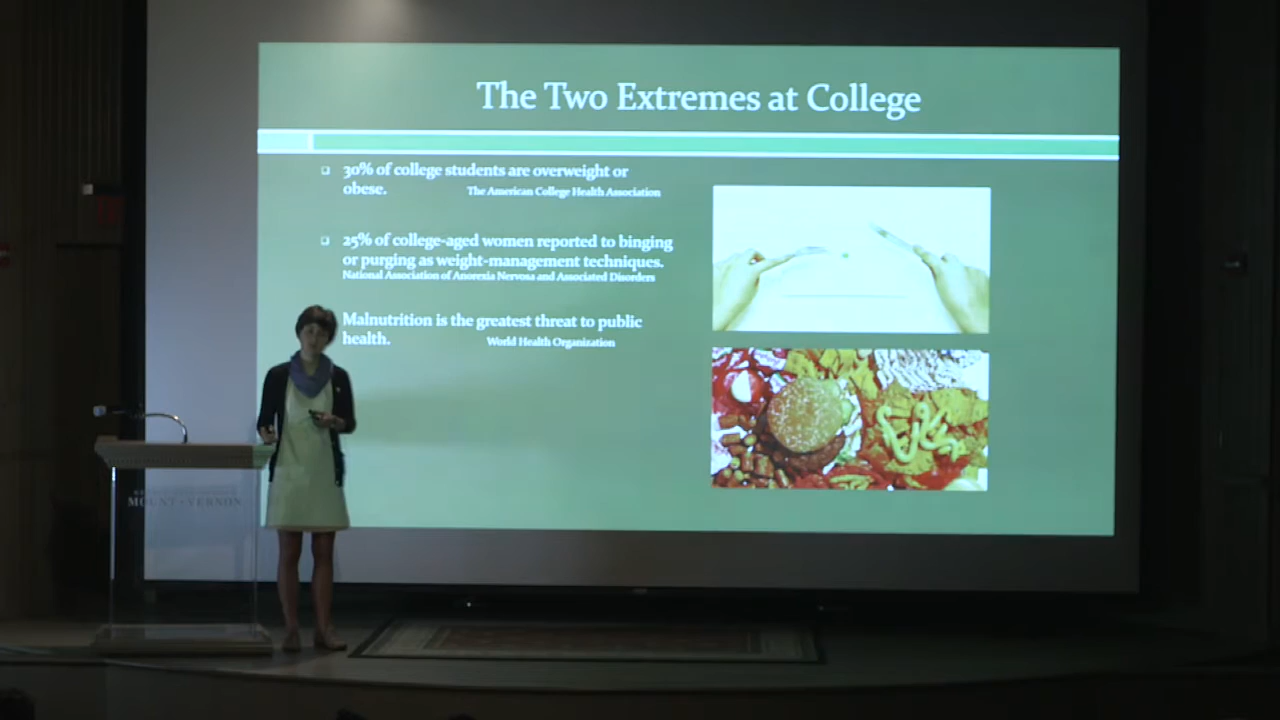 The Two Extremes at College
30% of college students are overweight or
obese. The American College Health Association
25% of college-aged women reported to binging
or purging as weight-management techniques.
National Association of Anorexia Nervosa and Associated Disorders
Malnutrition is the greatest threat to public
health. World Health Organization
MOUNT VERNON